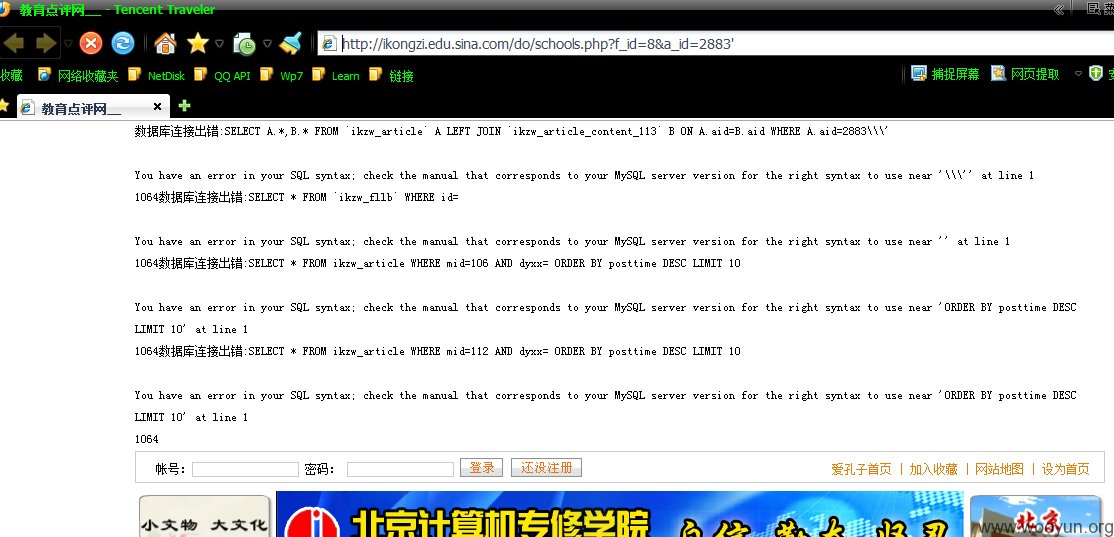 教育点评网__ - Tencent Traveler
http://ikongzi.edu.sina.com/do/schools.php?f_id=8&a_id=2883'
收藏 网络收藏夹 NetDisk QQ API Wp7 Learn 链接 捕捉屏幕 网页提取
教育点评网__
数据库连接出错:SELECT A.*,B.* FROM `ikzw_article` A LEFT JOIN `ikzw_article_content_113` B ON A.aid=B.aid WHERE A.aid=2883\\\'
You have an error in your SQL syntax; check the manual that corresponds to your MySQL server version for the right syntax to use near '\\\'' at line 1
1064数据库连接出错:SELECT * FROM `ikzw_fllb` WHERE id=
You have an error in your SQL syntax; check the manual that corresponds to your MySQL server version for the right syntax to use near '' at line 1
1064数据库连接出错:SELECT * FROM ikzw_article WHERE mid=106 AND dyxx= ORDER BY posttime DESC LIMIT 10
You have an error in your SQL syntax; check the manual that corresponds to your MySQL server version for the right syntax to use near 'ORDER BY posttime DESC
LIMIT 10' at line 1
1064数据库连接出错:SELECT * FROM ikzw_article WHERE mid=112 AND dyxx= ORDER BY posttime DESC LIMIT 10
You have an error in your SQL syntax; check the manual that corresponds to your MySQL server version for the right syntax to use near 'ORDER BY posttime DESC
LIMIT 10' at line 1
1064
帐号: 密码: 登录 还没注册 爱孔子首页 | 加入收藏 | 网站地图 | 设为首页
小文物 大文化 北京计算机专修学院 北京
www.wooyun.org